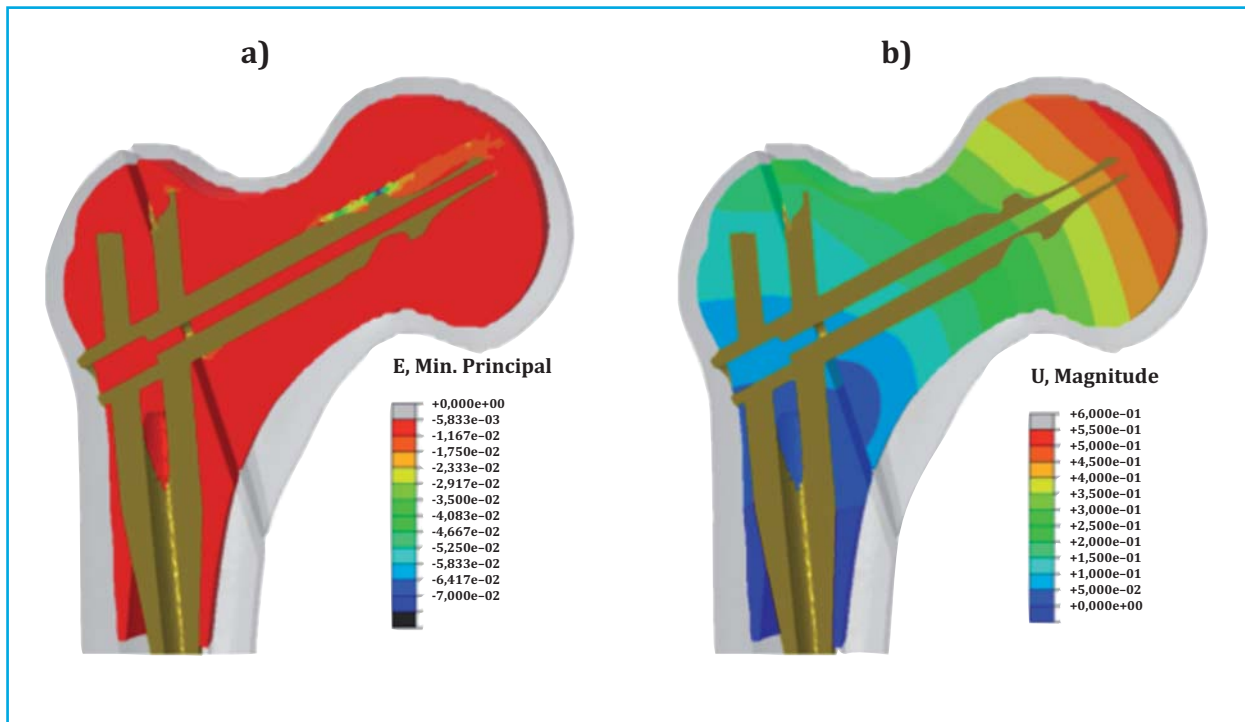 a)
b)
E, Min. Principal
+0,000e+00
-5,833e-03
-1,167e-02
-1,750e-02
-2,333e-02
-2,917e-02
-3,500e-02
-4,083e-02
-4,667e-02
-5,250e-02
-5,833e-02
-6,417e-02
-7,000e-02
U, Magnitude
+6,000e-01
+5,500e-01
+5,000e-01
+4,500e-01
+4,000e-01
+3,500e-01
+3,000e-01
+2,500e-01
+2,000e-01
+1,500e-01
+1,000e-01
+5,000e-02
+0,000e+00